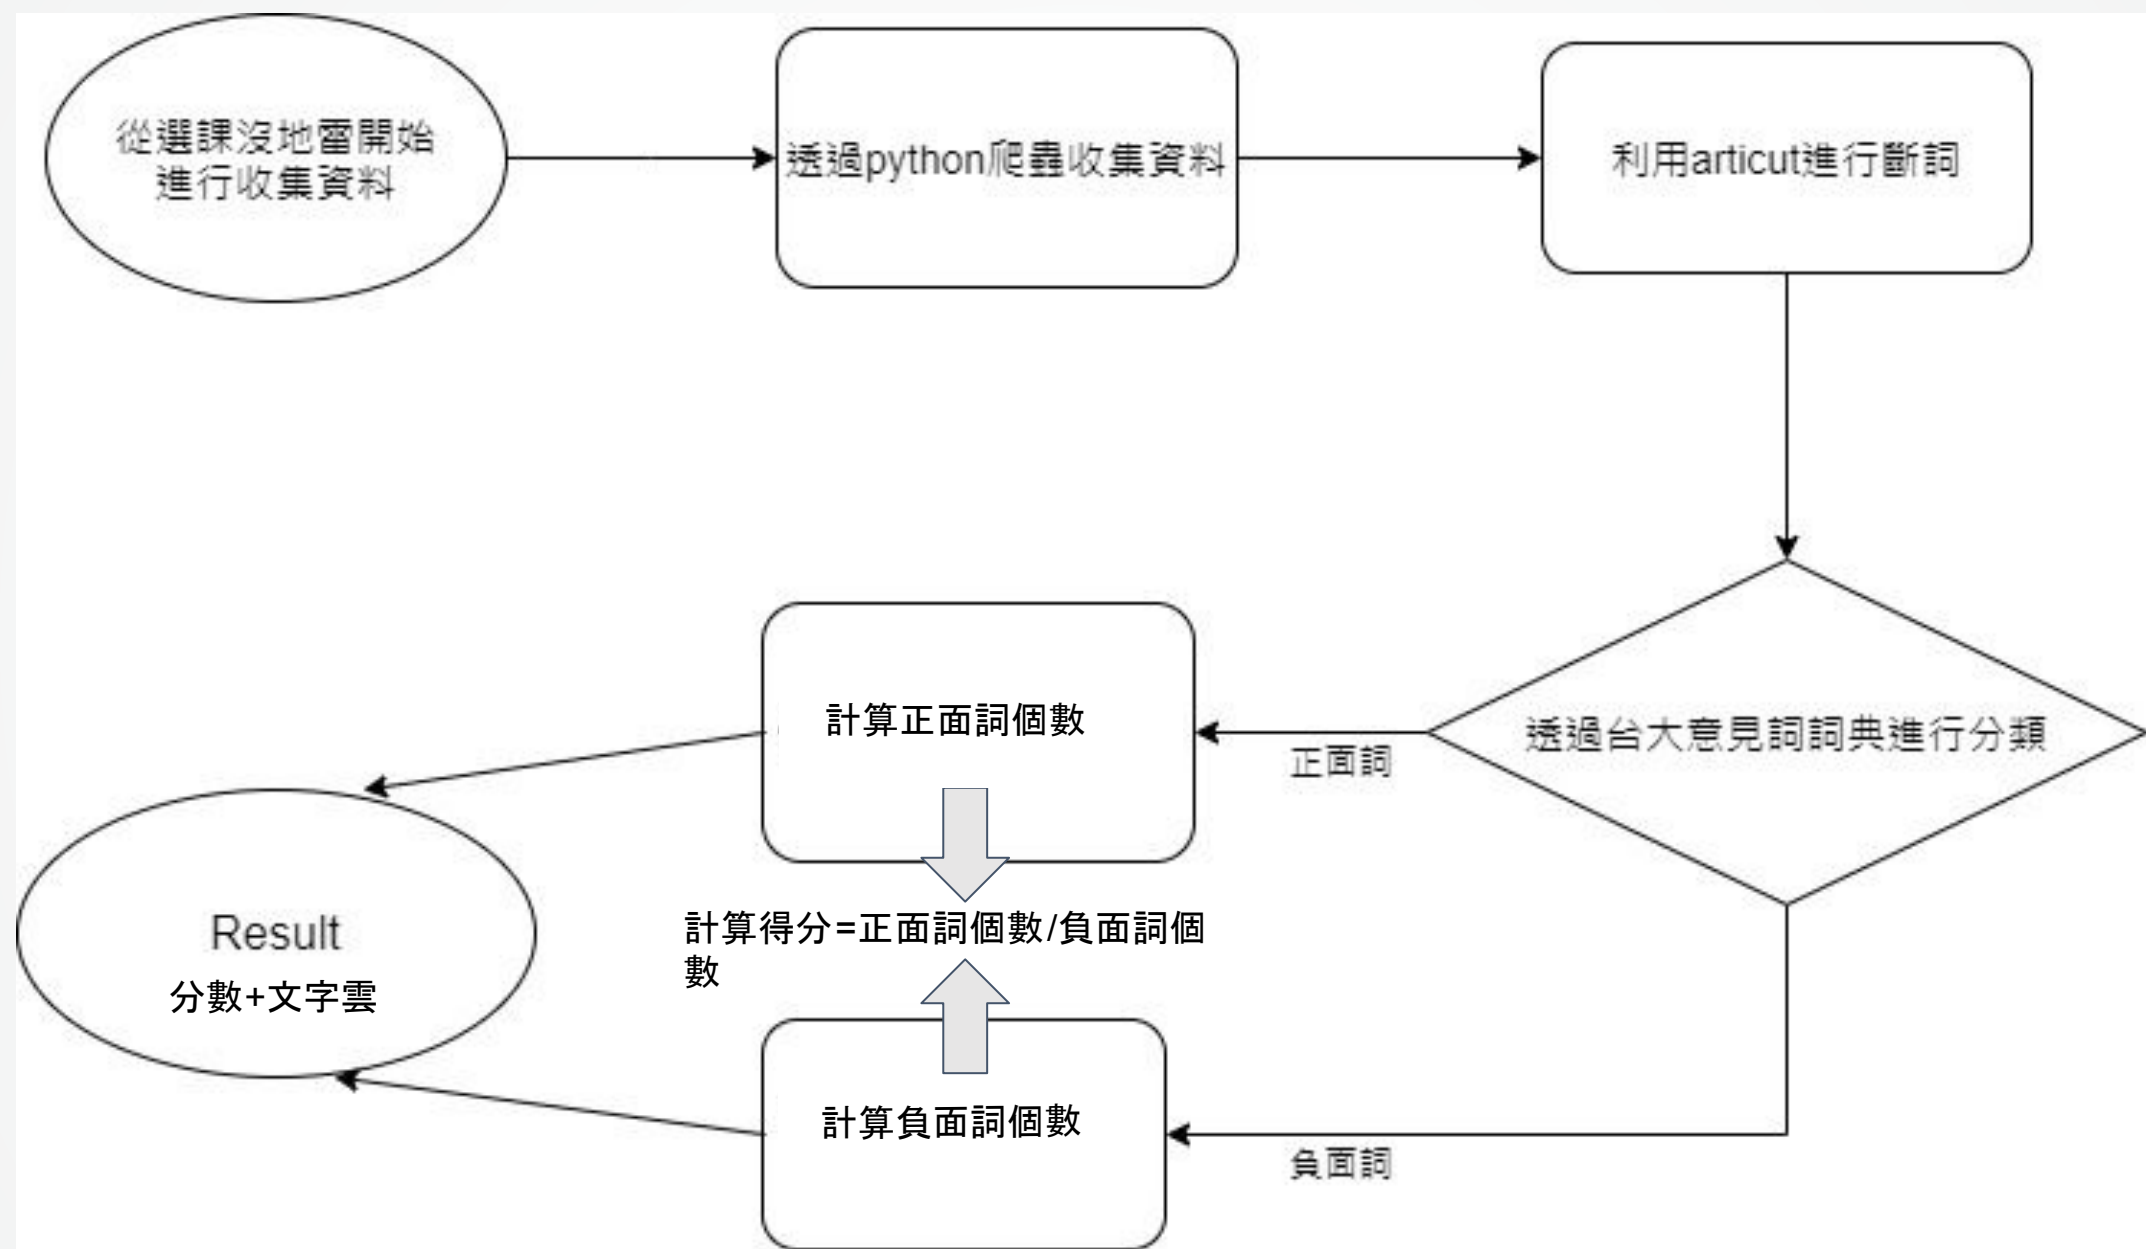 從選課沒地雷開始
進行收集資料
透過python爬蟲收集資料
利用articut進行斷詞
透過台大意見詞詞典進行分類
正面詞
計算正面詞個數
計算得分=正面詞個數/負面詞個
數
負面詞
計算負面詞個數
Result
分數+文字雲